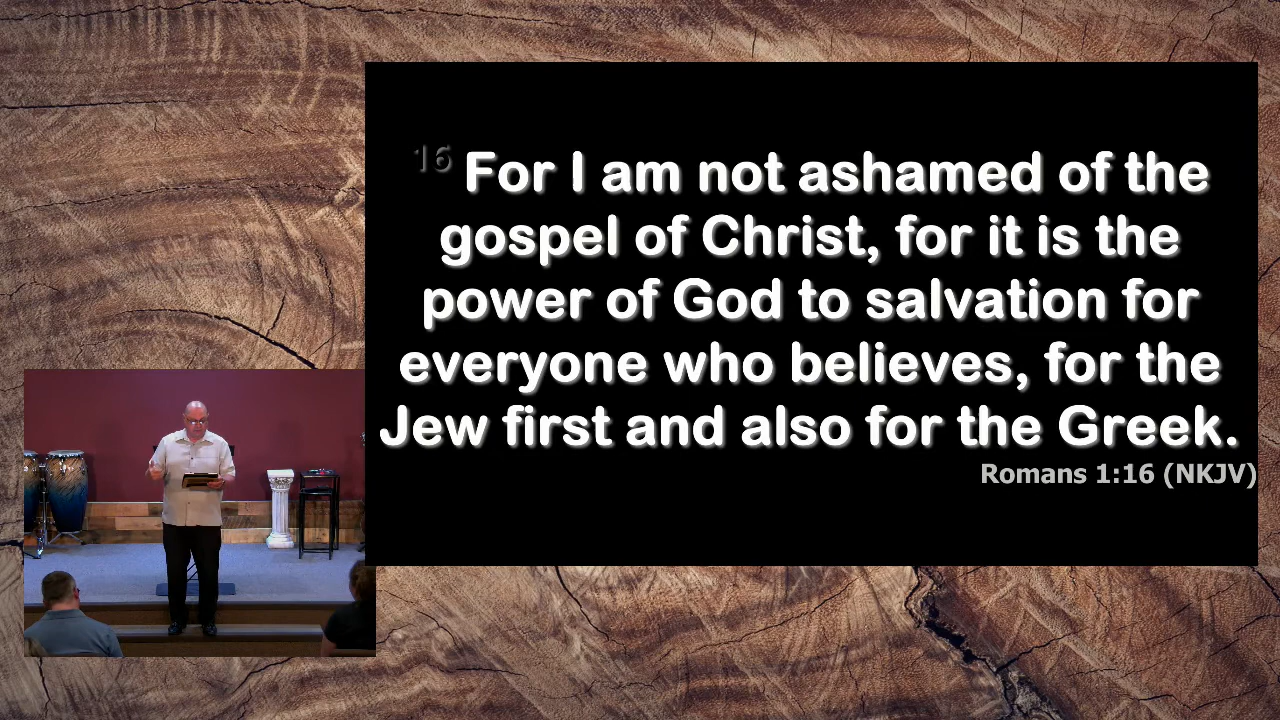 16 For I am not ashamed of the
gospel of Christ, for it is the
power of God to salvation for
everyone who believes, for the
Jew first and also for the Greek.
Romans 1:16 (NKJV)